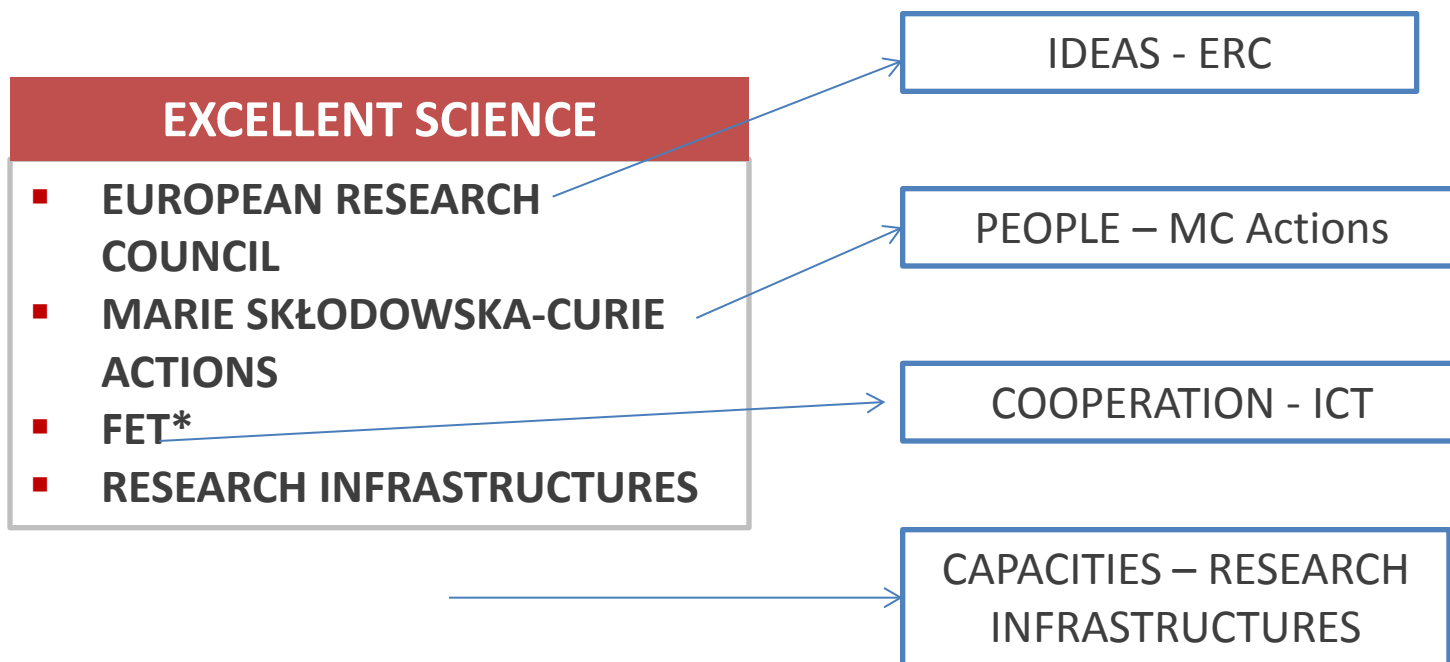 EXCELLENT SCIENCE
▪ EUROPEAN RESEARCH
COUNCIL
▪ MARIE SKŁODOWSKA-CURIE
ACTIONS
▪ FET*
▪ RESEARCH INFRASTRUCTURES
IDEAS - ERC
PEOPLE – MC Actions
COOPERATION - ICT
CAPACITIES – RESEARCH
INFRASTRUCTURES